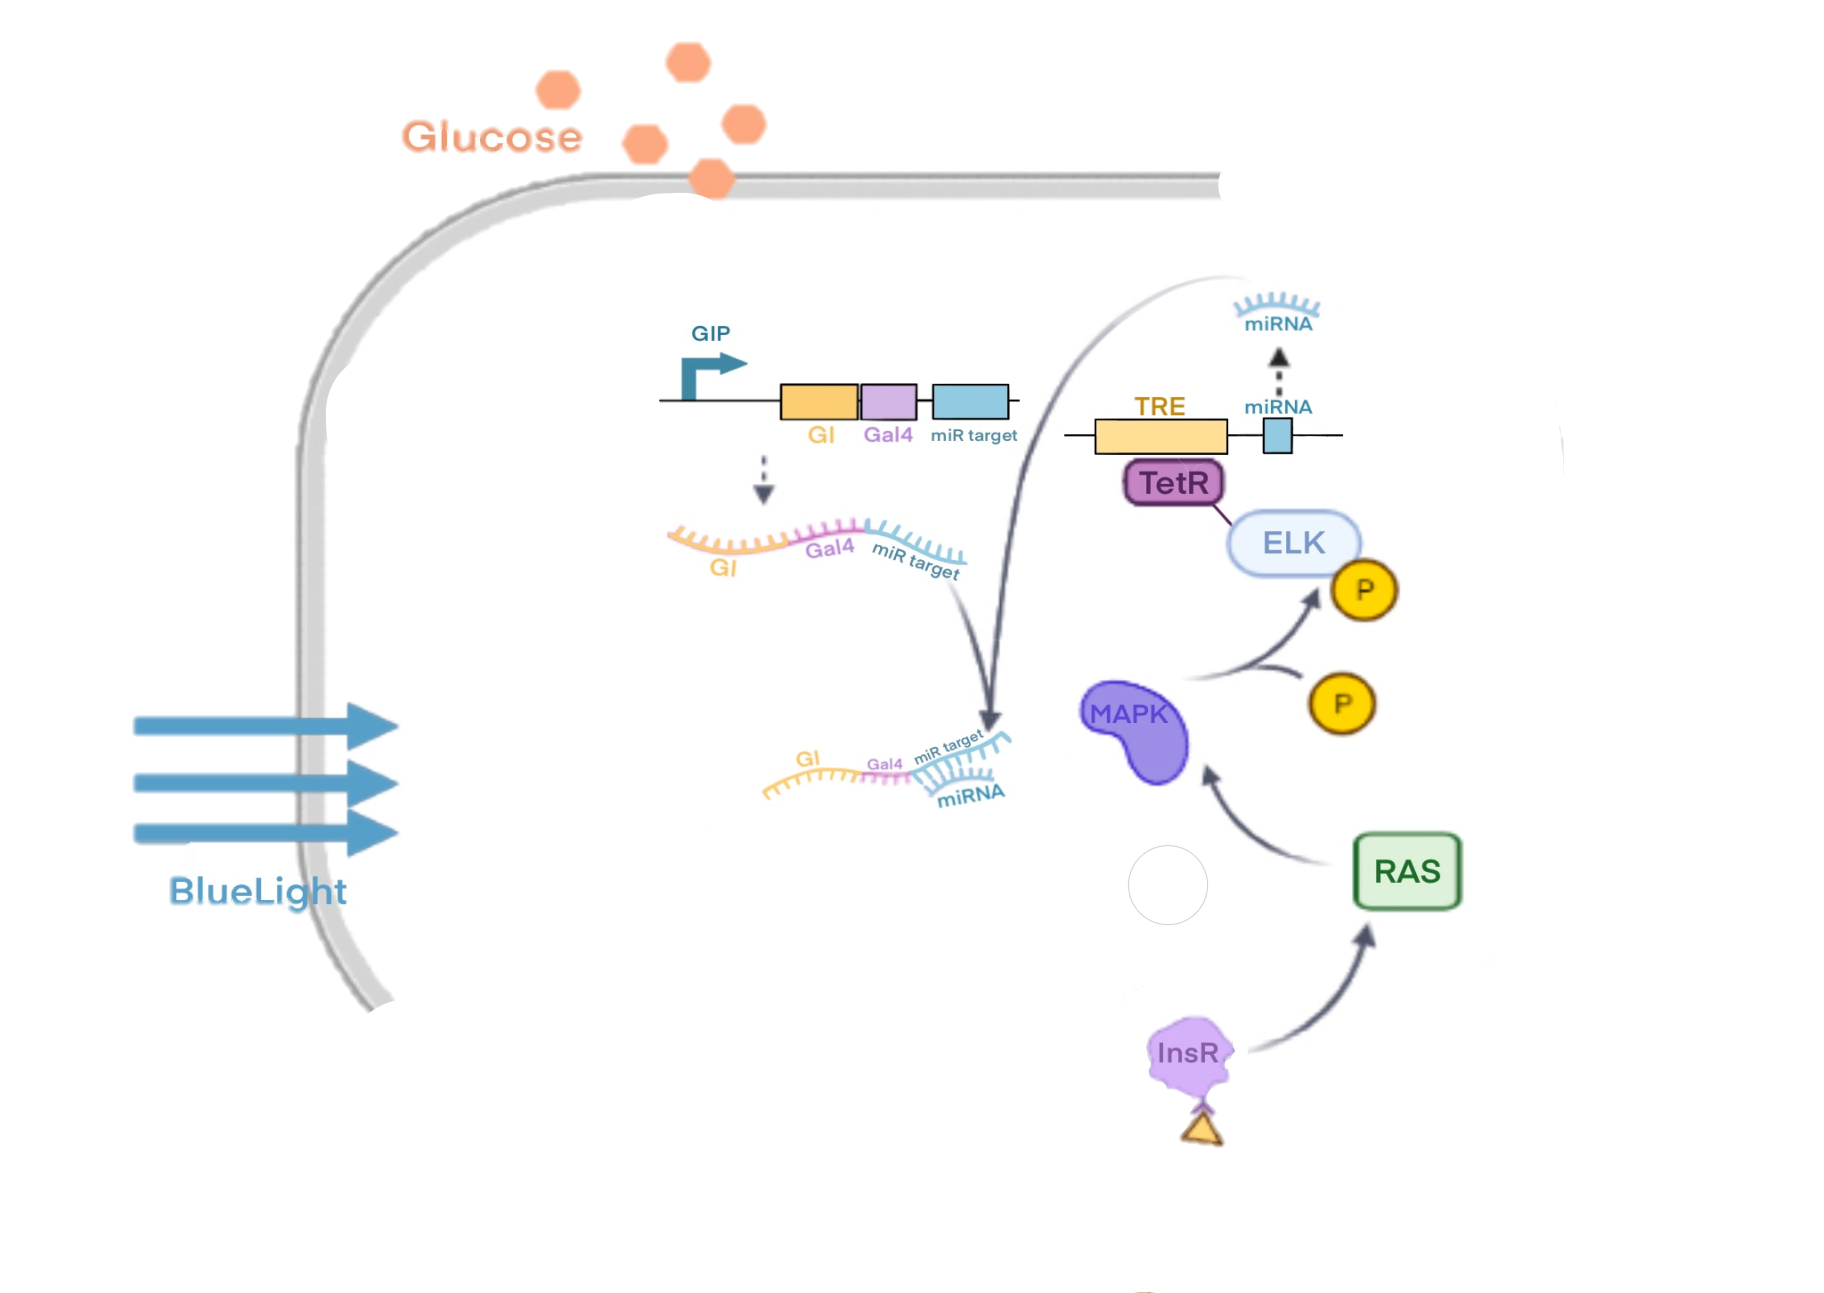 Glucose
GIP
GI
Gal4
miR target
GI
Gal4
miR target
miRNA
miRNA
TRE
TetR
ELK
P
P
MAPK
GI
Gal4
miR target
miRNA
BlueLight
RAS
InsR